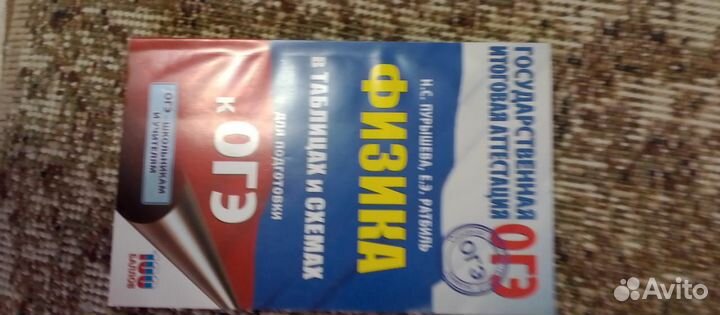 ГОСУДАРСТВЕННАЯ
ИТОГОВАЯ АТТЕСТАЦИЯ
ОГЭ
ОГЭ
Н.С. ПУРЫШЕВА, Е.Э. РАТБИЛЬ
ФИЗИКА
В ТАБЛИЦАХ И СХЕМАХ
ДЛЯ ПОДГОТОВКИ
К ОГЭ
ОГЭ ШКОЛЬНИКАМ
И УЧИТЕЛЯМ
100
БАЛЛОВ
Avito